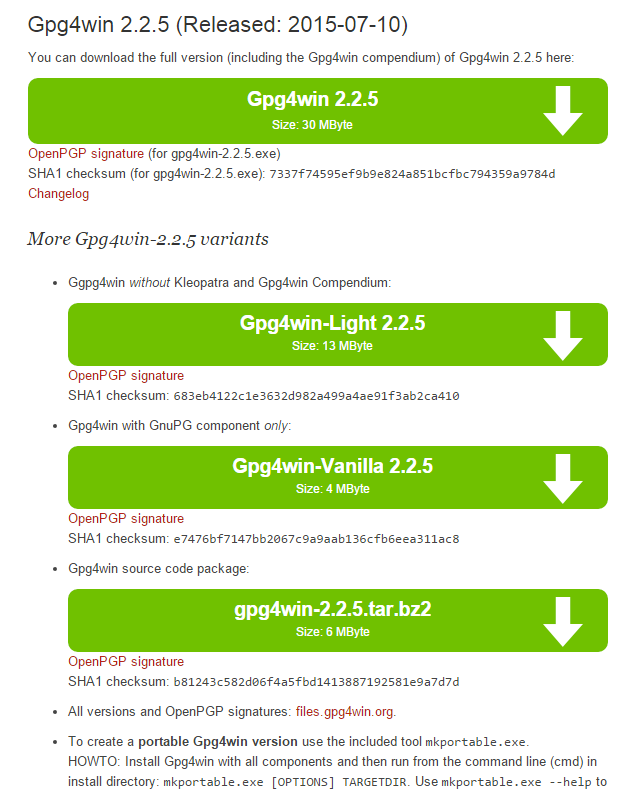 Gpg4win 2.2.5 (Released: 2015-07-10)
You can download the full version (including the Gpg4win compendium) of Gpg4win 2.2.5 here:
Gpg4win 2.2.5
Size: 30 MByte
OpenPGP signature (for gpg4win-2.2.5.exe)
SHA1 checksum (for gpg4win-2.2.5.exe): 7337f74595ef9b9e824a851bcfbc794359a9784d
Changelog
More Gpg4win-2.2.5 variants
• Ggpg4win without Kleopatra and Gpg4win Compendium:
Gpg4win-Light 2.2.5
Size: 13 MByte
OpenPGP signature
SHA1 checksum: 683eb4122c1e3632d982a499a4ae91f3ab2ca410
• Gpg4win with GnuPG component only:
Gpg4win-Vanilla 2.2.5
Size: 4 MByte
OpenPGP signature
SHA1 checksum: e7476bf7147bb2067c9a9aab136cfb6eea311ac8
• Gpg4win source code package:
gpg4win-2.2.5.tar.bz2
Size: 6 MByte
OpenPGP signature
SHA1 checksum: b81243c582d06f4a5fbd1413887192581e9a7d7d
• All versions and OpenPGP signatures: files.gpg4win.org.
• To create a portable Gpg4win version use the included tool mkportable.exe.
HOWTO: Install Gpg4win with all components and then run from the command line (cmd) in
install directory: mkportable.exe [OPTIONS] TARGETDIR. Use mkportable.exe --help to